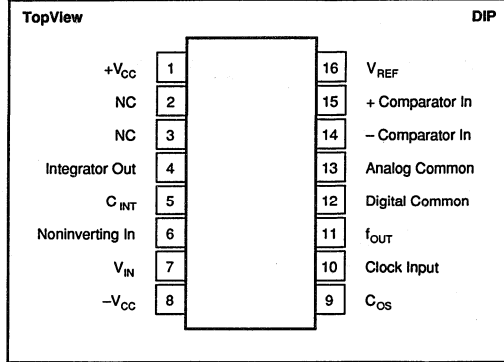 TopView DIP
+VCC 1 16 VREF
NC 2 15 + Comparator In
NC 3 14 – Comparator In
Integrator Out 4 13 Analog Common
C INT 5 12 Digital Common
Noninverting In 6 11 fOUT
VIN 7 10 Clock Input
–VCC 8 9 COS